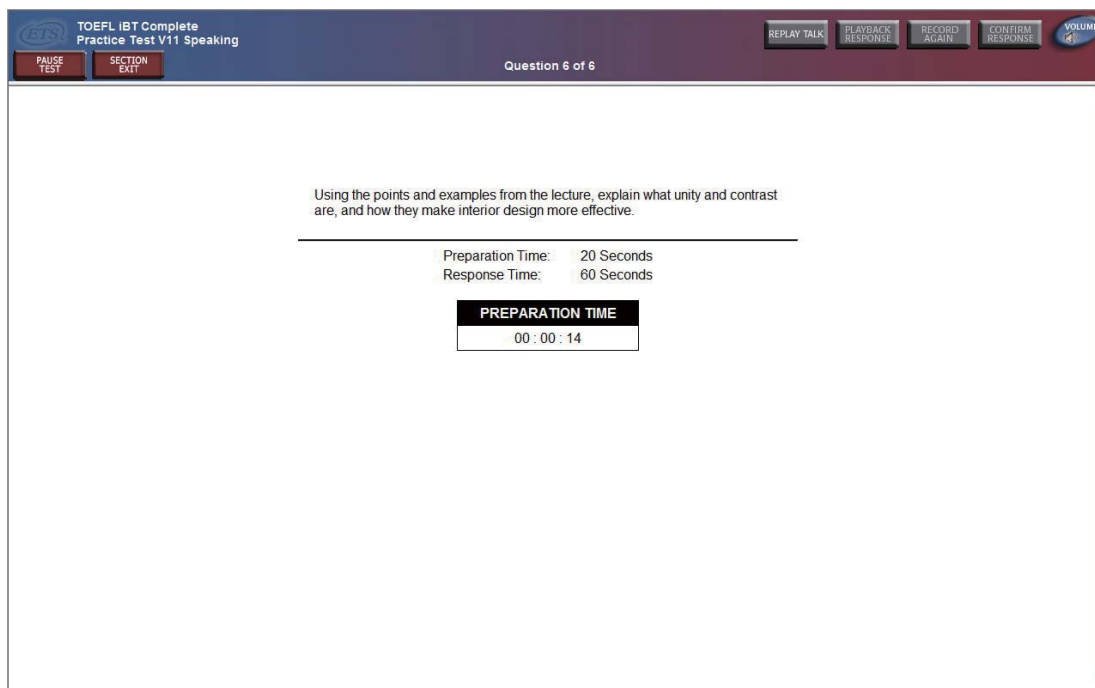 ETS
TOEFL iBT Complete
Practice Test V11 Speaking
REPLAY TALK
PLAYBACK
RESPONSE
RECORD
AGAIN
CONFIRM
RESPONSE
VOLUME
PAUSE
TEST
SECTION
EXIT
Question 6 of 6
Using the points and examples from the lecture, explain what unity and contrast
are, and how they make interior design more effective.
Preparation Time: 20 Seconds
Response Time: 60 Seconds
PREPARATION TIME
00 : 00 : 14